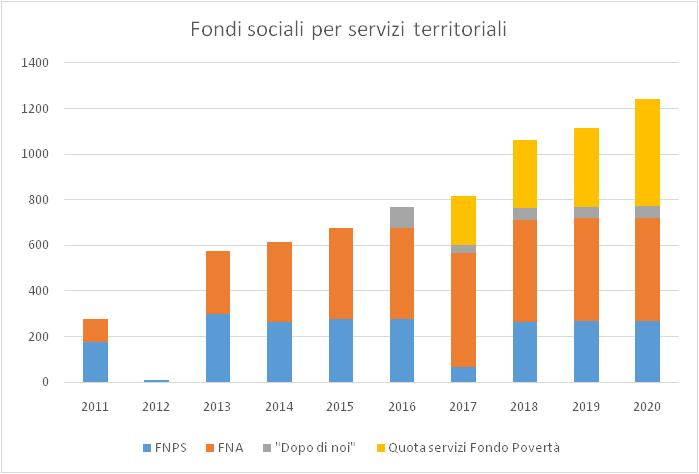 Fondi sociali per servizi territoriali
1400
1200
1000
800
600
400
200
0
2011 2012 2013 2014 2015 2016 2017 2018 2019 2020
FNPS FNA "Dopo di noi" Quota servizi Fondo Povertà